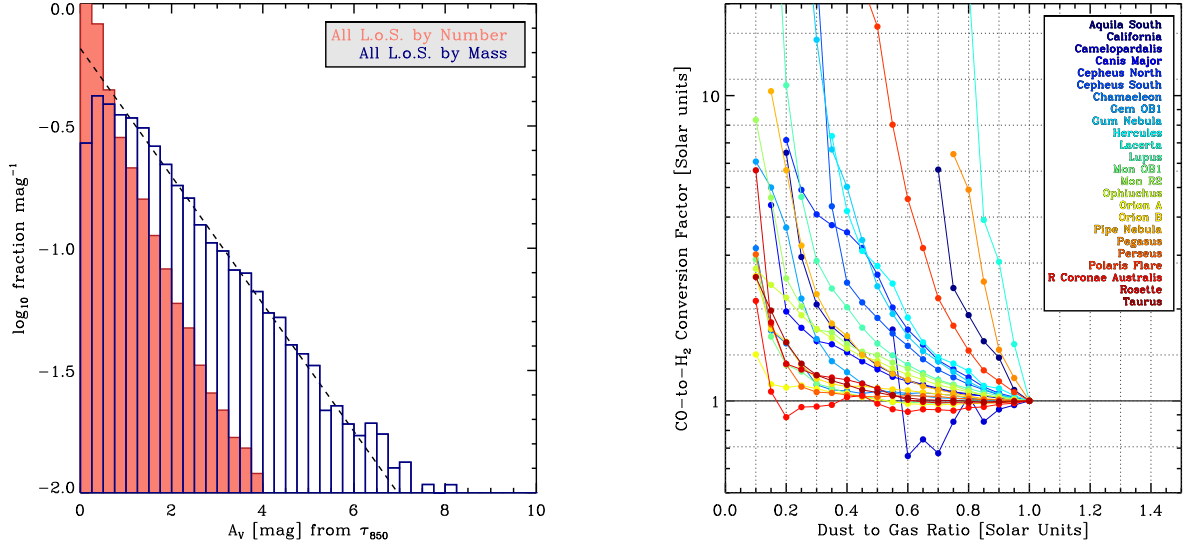 All L.o.S. by Number
All L.o.S. by Mass
0.0
−0.5
−1.0
−1.5
−2.0
log₁₀ fraction mag⁻¹
0
2
4
6
8
10
A_V [mag] from τ₈₅₀
10
1
CO-to-H₂ Conversion Factor [Solar units]
Aquila South
California
Camelopardalis
Canis Major
Cepheus North
Cepheus South
Chamaeleon
Gem OB1
Gum Nebula
Hercules
Lacerta
Lupus
Mon OB1
Mon R2
Ophiuchus
Orion A
Orion B
Pipe Nebula
Pegasus
Perseus
Polaris Flare
R Coronae Australis
Rosette
Taurus
0.0
0.2
0.4
0.6
0.8
1.0
1.2
1.4
Dust to Gas Ratio [Solar Units]